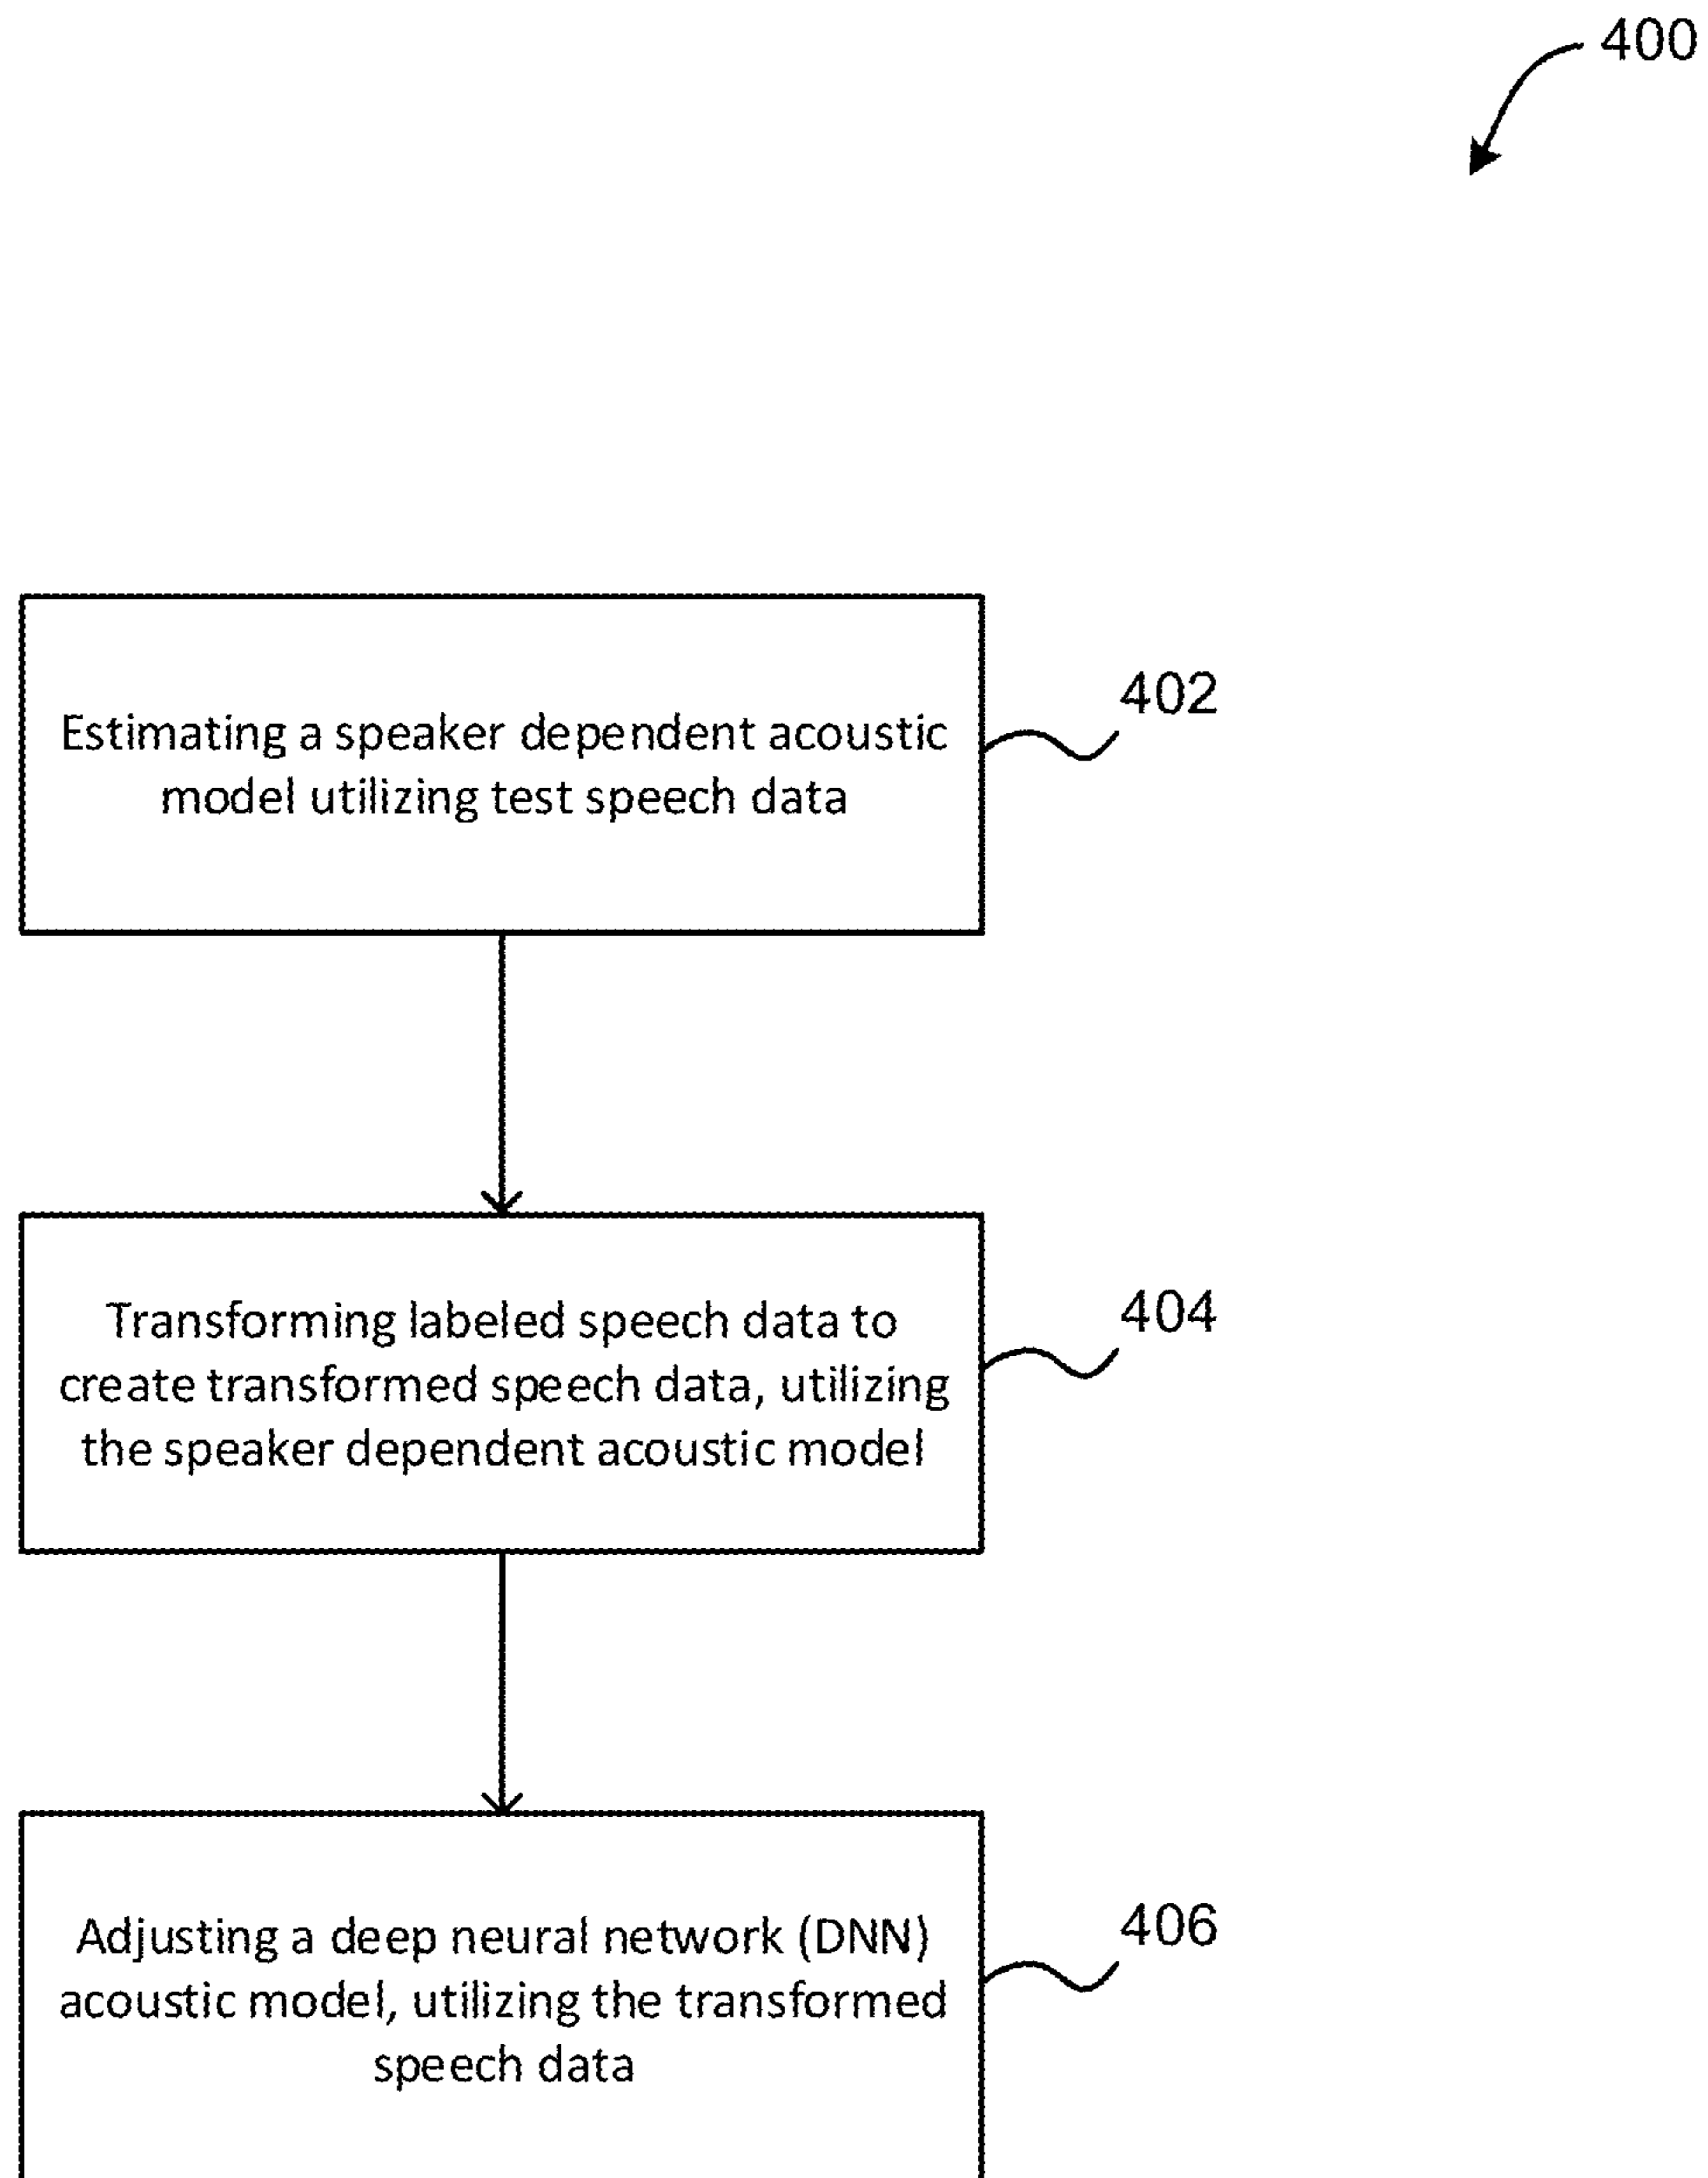 400
Estimating a speaker dependent acoustic
model utilizing test speech data
402
Transforming labeled speech data to
create transformed speech data, utilizing
the speaker dependent acoustic model
404
Adjusting a deep neural network (DNN)
acoustic model, utilizing the transformed
speech data
406